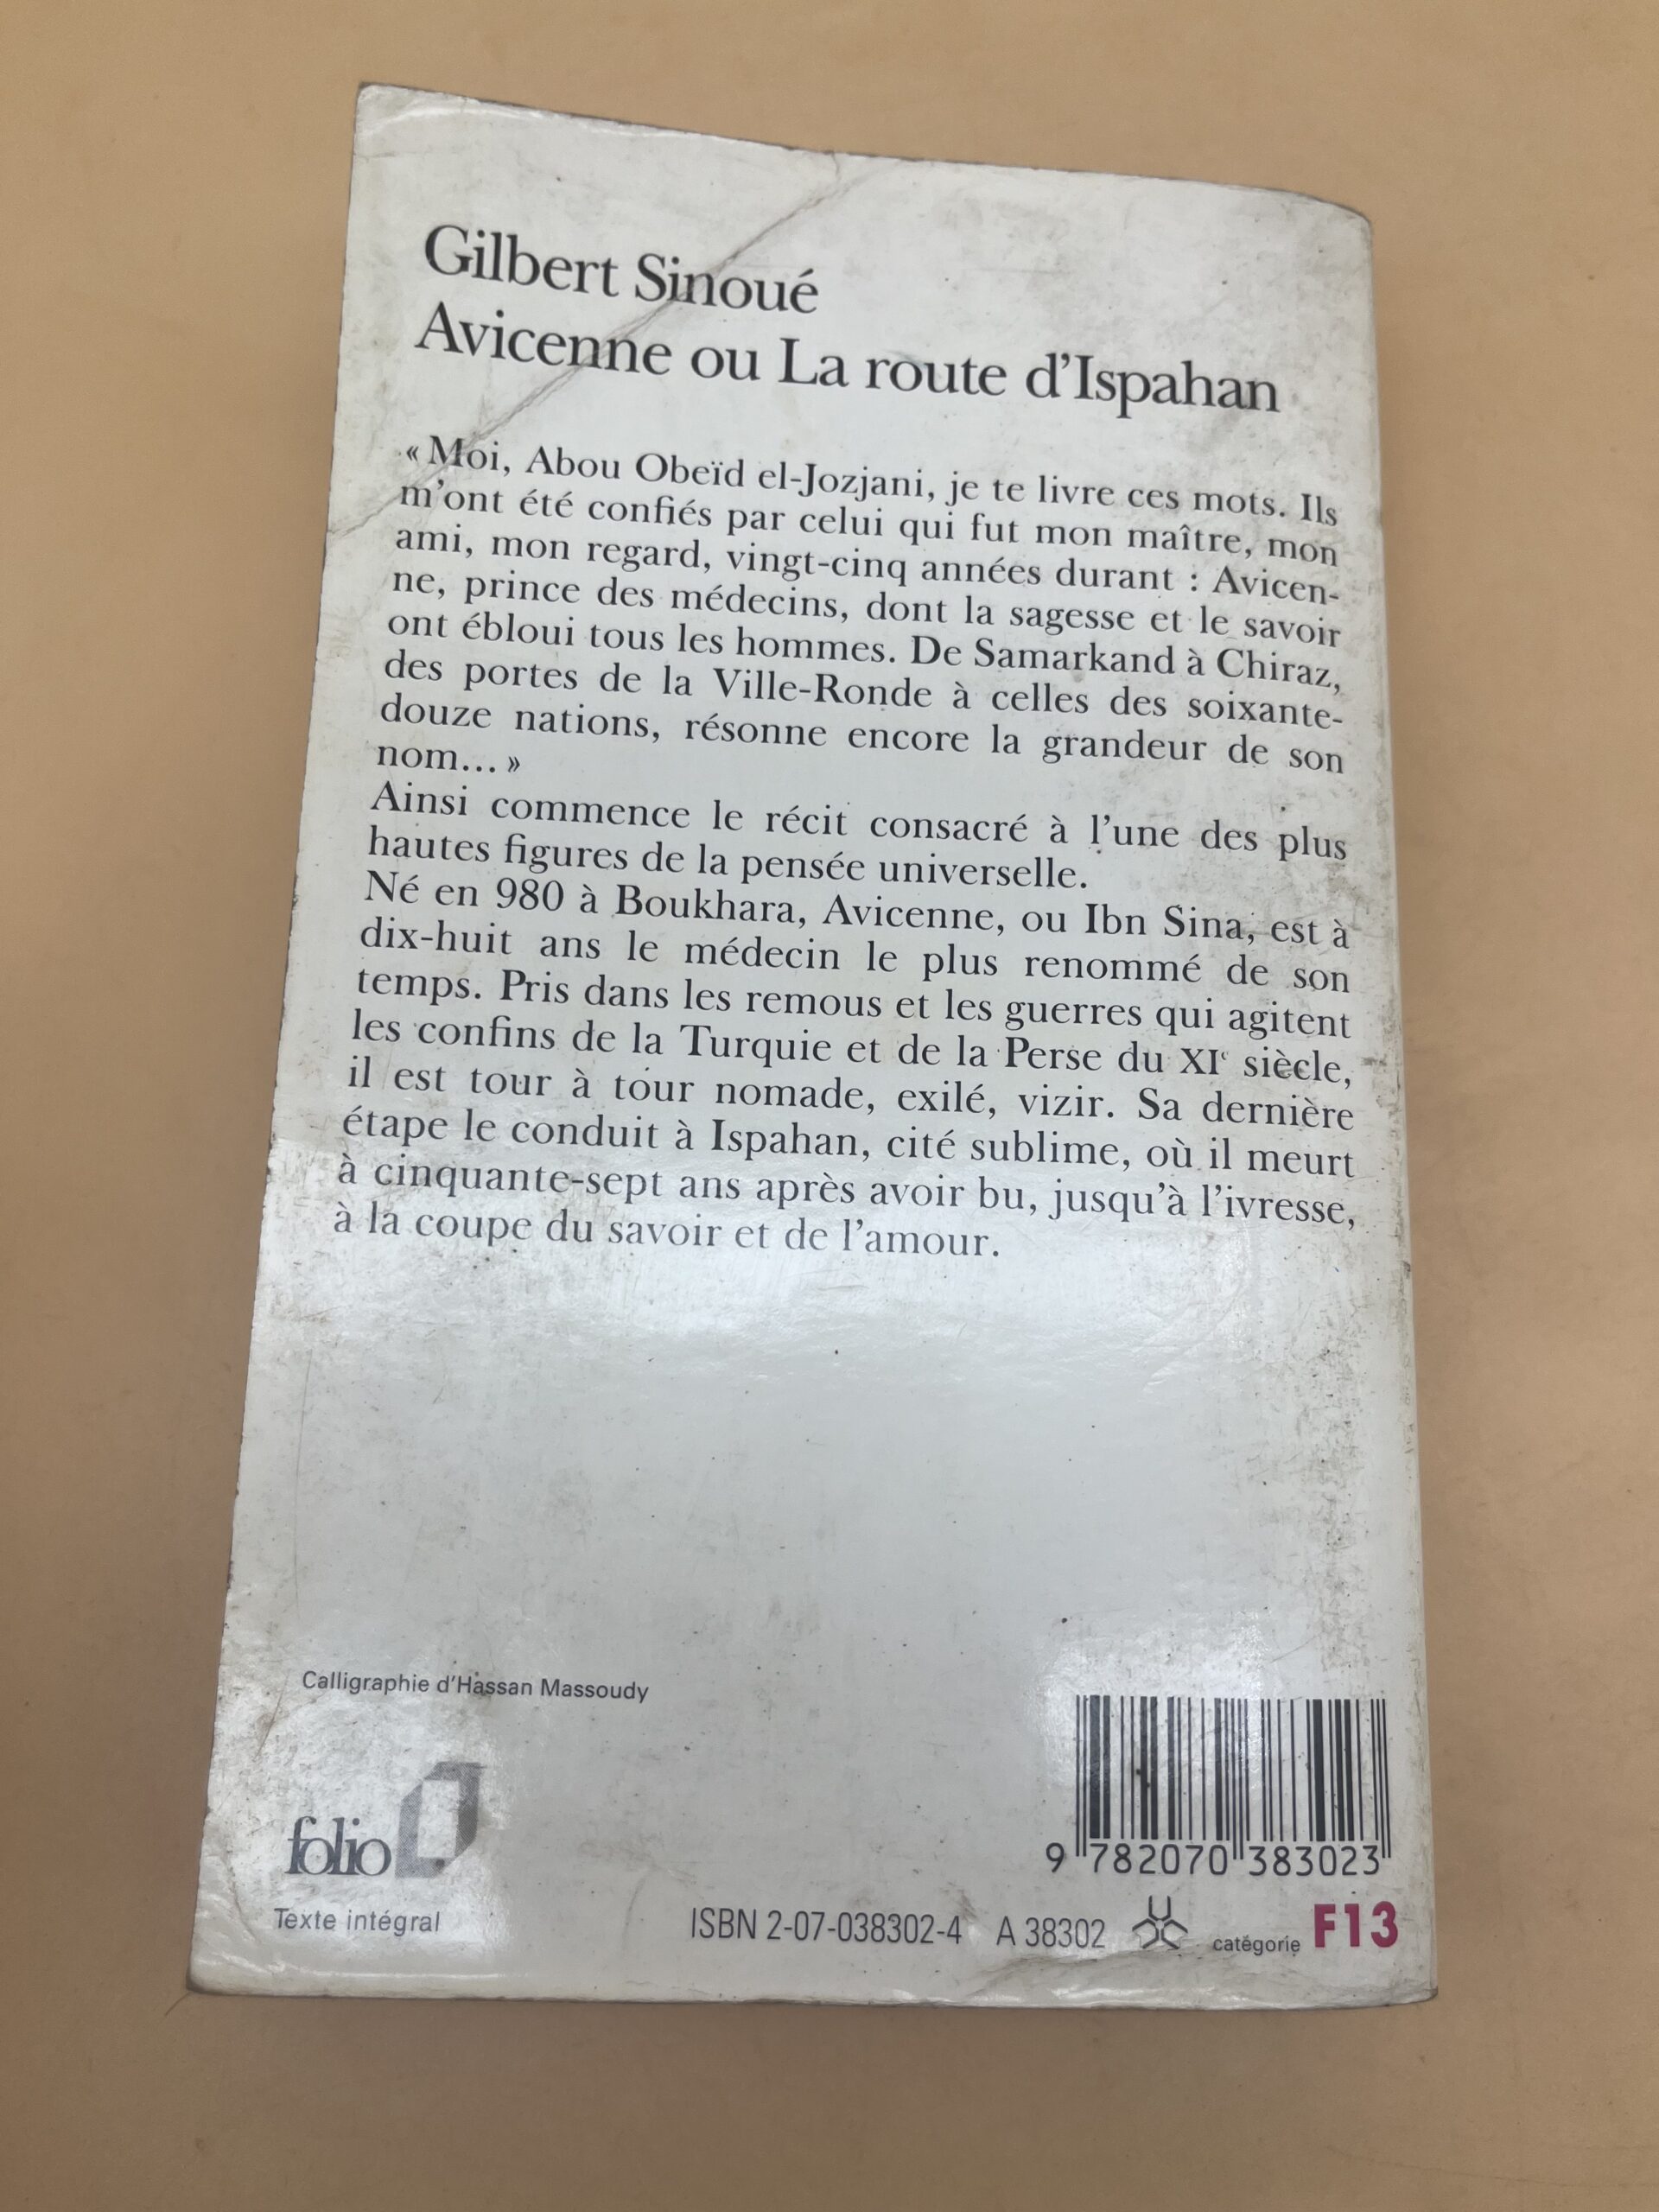 Gilbert Sinoué
Avicenne ou La route d'Ispahan
« Moi, Abou Obeïd el-Jozjani, je te livre ces mots. Ils
m'ont été confiés par celui qui fut mon maître, mon
ami, mon regard, vingt-cinq années durant : Avicen-
ne, prince des médecins, dont la sagesse et le savoir
ont ébloui tous les hommes. De Samarkand à Chiraz,
des portes de la Ville-Ronde à celles des soixante-
douze nations, résonne encore la grandeur de son
nom... »
Ainsi commence le récit consacré à l'une des plus
hautes figures de la pensée universelle.
Né en 980 à Boukhara, Avicenne, ou Ibn Sina, est à
dix-huit ans le médecin le plus renommé de son
temps. Pris dans les remous et les guerres qui agitent
les confins de la Turquie et de la Perse du XIe siècle,
il est tour à tour nomade, exilé, vizir. Sa dernière
étape le conduit à Ispahan, cité sublime, où il meurt
à cinquante-sept ans après avoir bu, jusqu'à l'ivresse,
à la coupe du savoir et de l'amour.
Calligraphie d'Hassan Massoudy
folio
Texte intégral
9 782070 383023
ISBN 2-07-038302-4 A 38302 catégorie F13